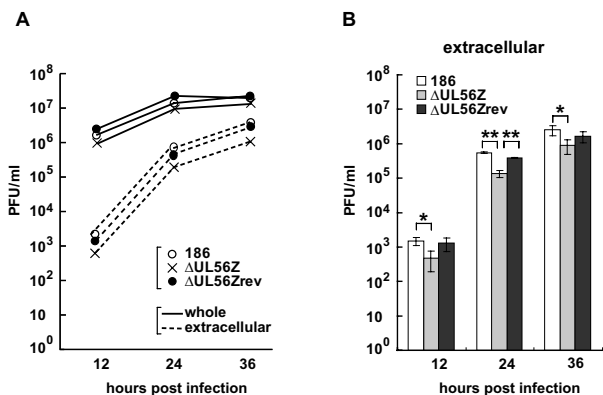 A
PFU/ml
10⁸
10⁷
10⁶
10⁵
10⁴
10³
10²
10¹
10⁰
186
ΔUL56Z
ΔUL56Zrev
whole
extracellular
12 24 36
hours post infection
B
extracellular
186
ΔUL56Z
ΔUL56Zrev
PFU/ml
10⁸
10⁷
10⁶
10⁵
10⁴
10³
10²
10¹
10⁰
*
** **
*
12 24 36
hours post infection